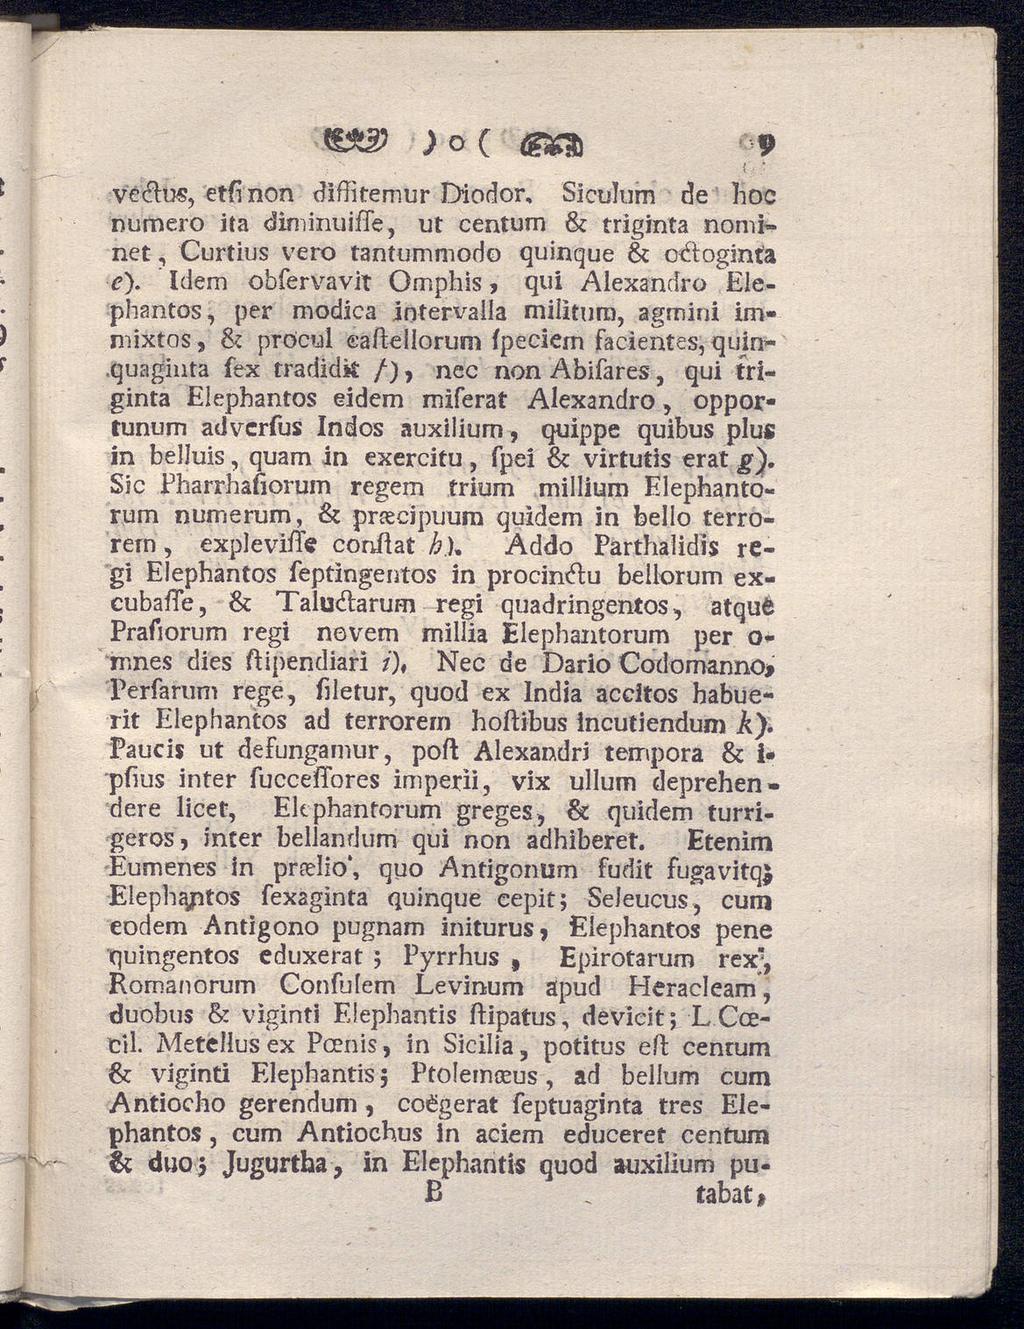 ) o ( 9
vectus, etsi non diffitemur Diodor. Siculum de hoc
numero ita diminuiſſe, ut centum & triginta nomi-
net, Curtius vero tantummodo quinque & octoginta
e). Idem obſervavit Omphis, qui Alexandro Ele-
phantos, per modica intervalla militum, agmini im-
mixtos, & procul caſtellorum ſpeciem facientes, quin-
quaginta ſex tradidit f), nec non Abiſares, qui tri-
ginta Elephantos eidem miſerat Alexandro, oppor-
tunum adverſus Indos auxilium, quippe quibus plus
in belluis, quam in exercitu, ſpei & virtutis erat g).
Sic Pharrhaſiorum regem trium millium Elephanto-
rum numerum, & præcipuum quidem in bello terro-
rem, expleviſſe conſtat h). Addo Parthalidis re-
gi Elephantos ſeptingentos in procinctu bellorum ex-
cubaſſe, & Taluctarum regi quadringentos, atque
Praſiorum regi novem millia Elephantorum per o-
mnes dies ſtipendiari i), Nec de Dario Codomanno,
Perſarum rege, ſiletur, quod ex India accitos habue-
rit Elephantos ad terrorem hoſtibus incutiendum k).
Paucis ut defungamur, poſt Alexandri tempora & i-
pſius inter ſucceſſores imperii, vix ullum deprehen-
dere licet, Elephantorum greges, & quidem turri-
geros, inter bellandum qui non adhiberet. Etenim
Eumenes in prælio, quo Antigonum fudit fugavitq;
Elephantos ſexaginta quinque cepit; Seleucus, cum
eodem Antigono pugnam initurus, Elephantos pene
quingentos eduxerat; Pyrrhus, Epirotarum rex,
Romanorum Conſulem Levinum apud Heracleam,
duobus & viginti Elephantis ſtipatus, devicit; L. Cœ-
cil. Metellus ex Pœnis, in Sicilia, potitus eſt centum
& viginti Elephantis; Ptolemæus, ad bellum cum
Antiocho gerendum, coëgerat ſeptuaginta tres Ele-
phantos, cum Antiochus in aciem educeret centum
& duo; Jugurtha, in Elephantis quod auxilium pu-
B tabat,